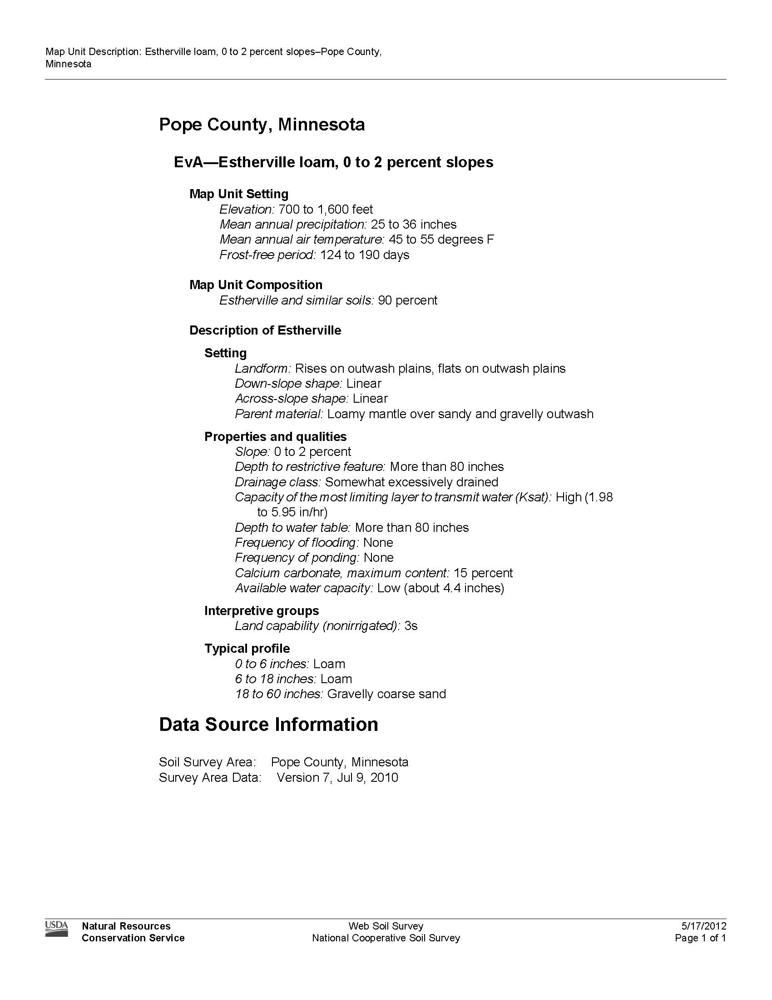 Map Unit Description: Estherville loam, 0 to 2 percent slopes–Pope County,
Minnesota
Pope County, Minnesota
EvA—Estherville loam, 0 to 2 percent slopes
Map Unit Setting
Elevation: 700 to 1,600 feet
Mean annual precipitation: 25 to 36 inches
Mean annual air temperature: 45 to 55 degrees F
Frost-free period: 124 to 190 days
Map Unit Composition
Estherville and similar soils: 90 percent
Description of Estherville
Setting
Landform: Rises on outwash plains, flats on outwash plains
Down-slope shape: Linear
Across-slope shape: Linear
Parent material: Loamy mantle over sandy and gravelly outwash
Properties and qualities
Slope: 0 to 2 percent
Depth to restrictive feature: More than 80 inches
Drainage class: Somewhat excessively drained
Capacity of the most limiting layer to transmit water (Ksat): High (1.98
to 5.95 in/hr)
Depth to water table: More than 80 inches
Frequency of flooding: None
Frequency of ponding: None
Calcium carbonate, maximum content: 15 percent
Available water capacity: Low (about 4.4 inches)
Interpretive groups
Land capability (nonirrigated): 3s
Typical profile
0 to 6 inches: Loam
6 to 18 inches: Loam
18 to 60 inches: Gravelly coarse sand
Data Source Information
Soil Survey Area: Pope County, Minnesota
Survey Area Data: Version 7, Jul 9, 2010
USDA Natural Resources Web Soil Survey 5/17/2012
Conservation Service National Cooperative Soil Survey Page 1 of 1